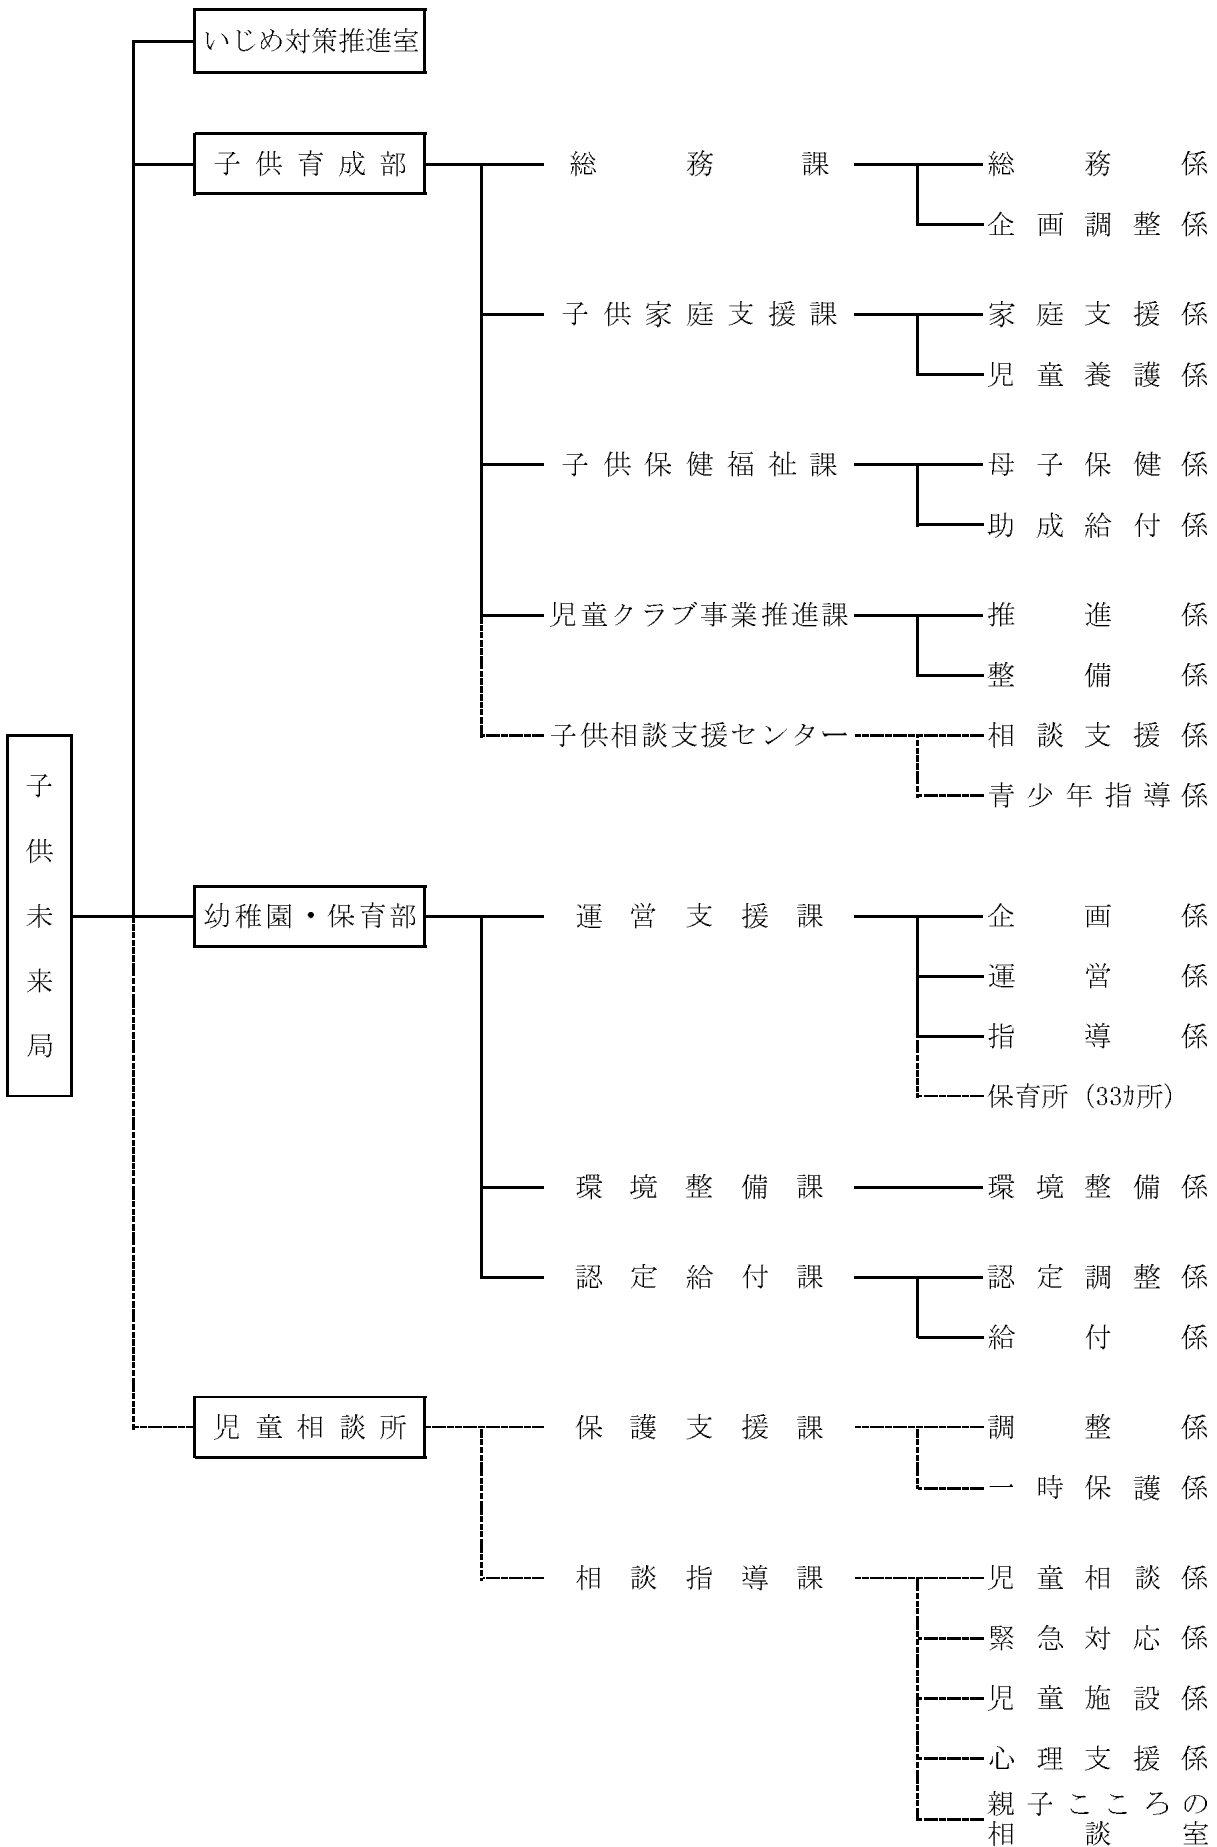 いじめ対策推進室
子供育成部 総務課 総務係
企画調整係
子供家庭支援課 家庭支援係
児童養護係
子供保健福祉課 母子保健係
助成給付係
児童クラブ事業推進課 推進係
整備係
子供相談支援センター 相談支援係
青少年指導係
子供未来局
幼稚園・保育部 運営支援課 企画係
運営係
指導係
保育所（33ｶ所）
環境整備課 環境整備係
認定給付課 認定調整係
給付係
児童相談所 保護支援課 調整係
一時保護係
相談指導課 児童相談係
緊急対応係
児童施設係
心理支援係
親子こころの
相談室